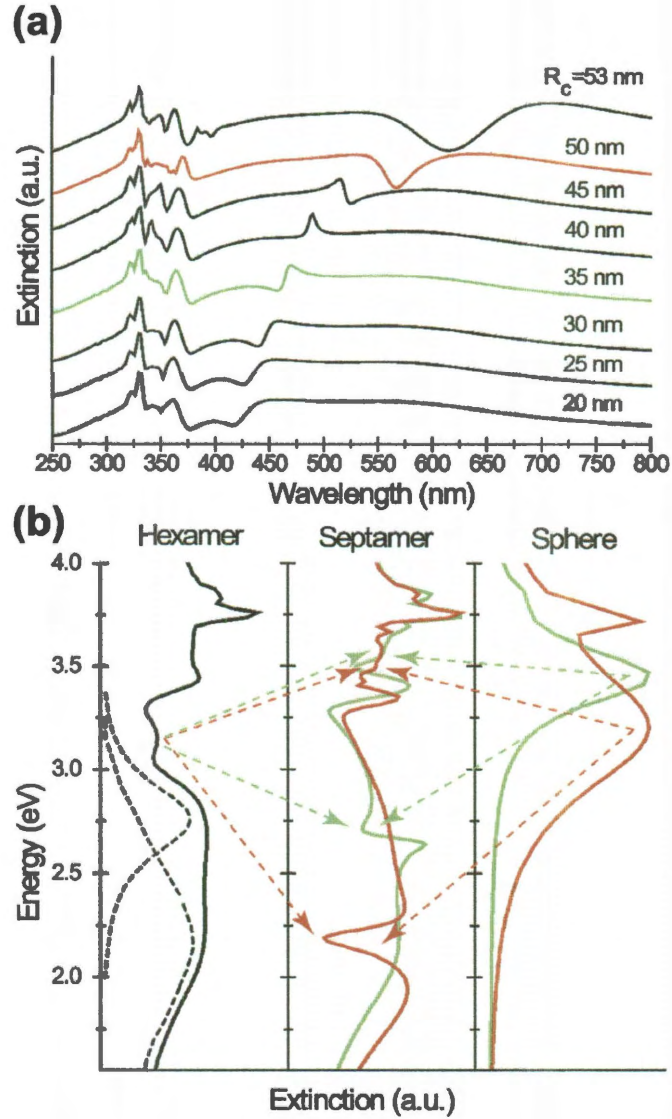 (a)
R_c=53 nm
50 nm
45 nm
40 nm
35 nm
30 nm
25 nm
20 nm
Extinction (a.u.)
250 300 350 400 450 500 550 600 650 700 750 800
Wavelength (nm)
(b)
Hexamer Septamer Sphere
4.0
3.5
3.0
2.5
2.0
Energy (eV)
Extinction (a.u.)